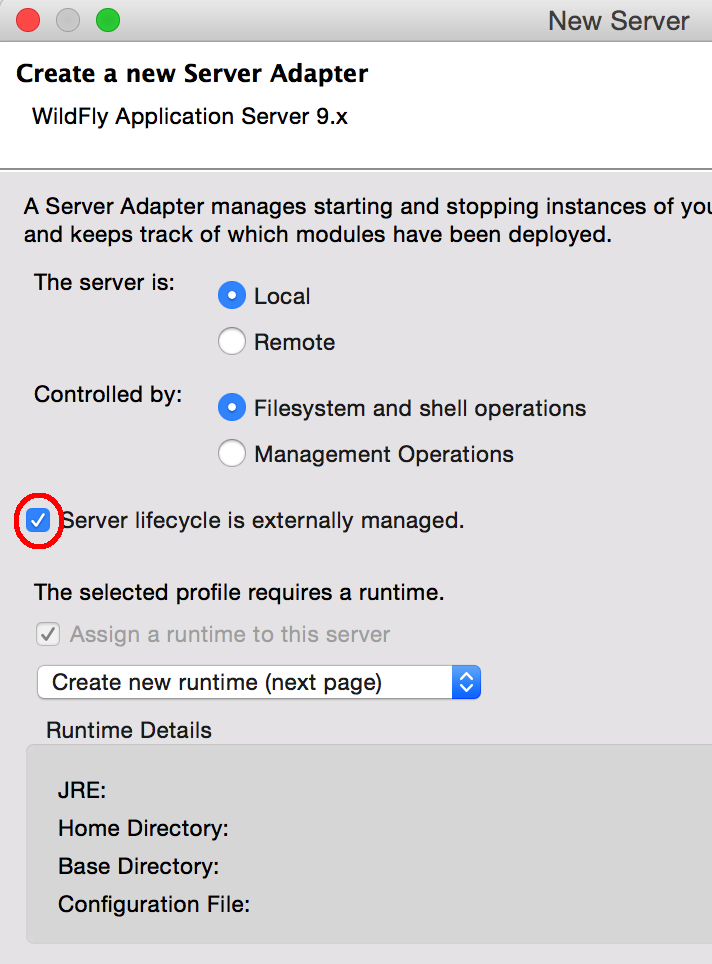 New Server
Create a new Server Adapter
WildFly Application Server 9.x
A Server Adapter manages starting and stopping instances of you
and keeps track of which modules have been deployed.
The server is:
Local
Remote
Controlled by:
Filesystem and shell operations
Management Operations
Server lifecycle is externally managed.
The selected profile requires a runtime.
Assign a runtime to this server
Create new runtime (next page)
Runtime Details
JRE:
Home Directory:
Base Directory:
Configuration File: